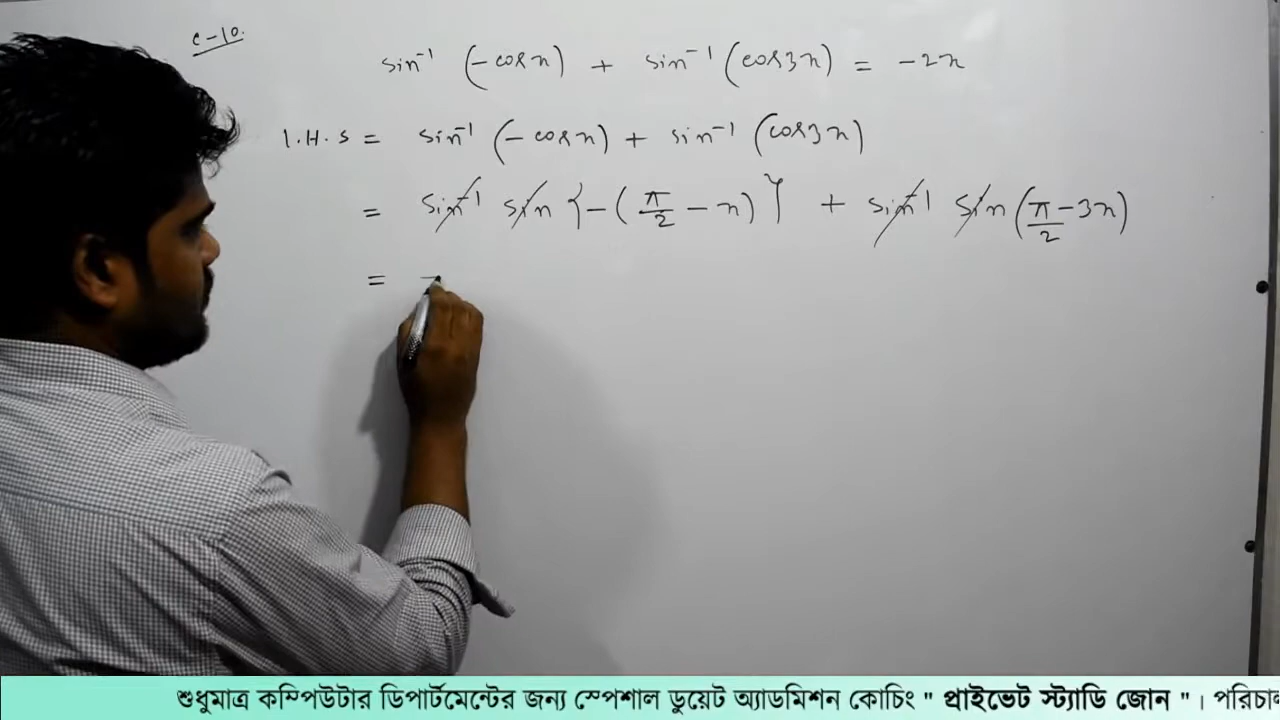 c-10.
sin⁻¹ (-cosx) + sin⁻¹ (cos3x) = -2x
L.H.S = sin⁻¹ (-cosx) + sin⁻¹ (cos3x)
= sin⁻¹ sin {-(π/2 - x)} + sin⁻¹ sin (π/2 - 3x)
= -
শুধুমাত্র কম্পিউটার ডিপার্টমেন্টের জন্য স্পেশাল ডুয়েট অ্যাডমিশন কোচিং " প্রাইভেট স্ট্যাডি জোন " । পরিচাল